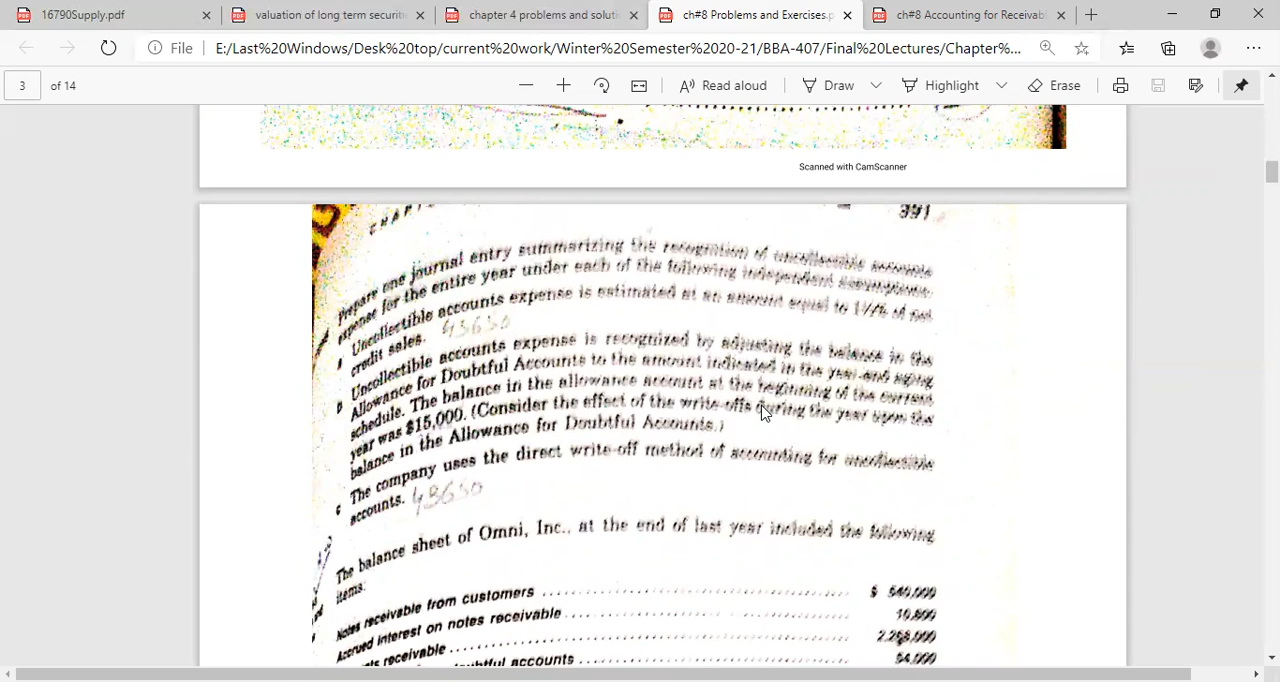 16790Supply.pdf
valuation of long term securiti
chapter 4 problems and soluti
ch#8 Problems and Exercises.p
ch#8 Accounting for Receivab
File
E:/Last%20Windows/Desk%20top/current%20work/Winter%20Semester%2020-21/BBA-407/Final%20Lectures/Chapter%...
3 of 14
Read aloud
Draw
Highlight
Erase
Scanned with CamScanner
CHAPT
391
Prepare one journal entry summarizing the recognition of uncollectible accounts
expense for the entire year under each of the following independent assumptions:
a Uncollectible accounts expense is estimated at an amount equal to of net
credit sales. 43650
b Uncollectible accounts expense is recognized by adjusting the balance in the
Allowance for Doubtful Accounts to the amount indicated in the year-end aging
schedule. The balance in the allowance account at the beginning of the current
year was $15,000. (Consider the effect of the write-offs during the year upon the
balance in the Allowance for Doubtful Accounts.)
c The company uses the direct write-off method of accounting for uncollectible
accounts. 43650
The balance sheet of Omni, Inc., at the end of last year included the following
items:
Notes receivable from customers $ 540,000
Accrued interest on notes receivable 10,800
ts receivable
doubtful accounts 54,000